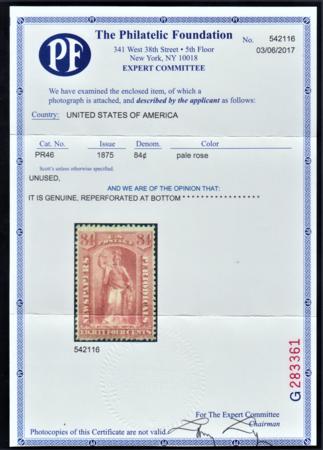 PF
The Philatelic Foundation
341 West 38th Street • 5th Floor
New York, NY 10018
EXPERT COMMITTEE
No. 542116
03/06/2017
We have examined the enclosed item, of which a
photograph is attached, and described by the applicant as follows:
Country: UNITED STATES OF AMERICA
Cat. No. Issue Denom. Color
PR46 1875 84¢ pale rose
Scott's unless otherwise specified.
UNUSED,
AND WE ARE OF THE OPINION THAT:
IT IS GENUINE, REPERFORATED AT BOTTOM * * * * * * * * * * * * * * * * *
84 U.S. POSTAGE 84
NEWSPAPERS
PERIODICALS
EIGHTY FOUR CENTS
542116
G 283361
For The Expert Committee
Chairman
Photocopies of this Certificate are not valid.